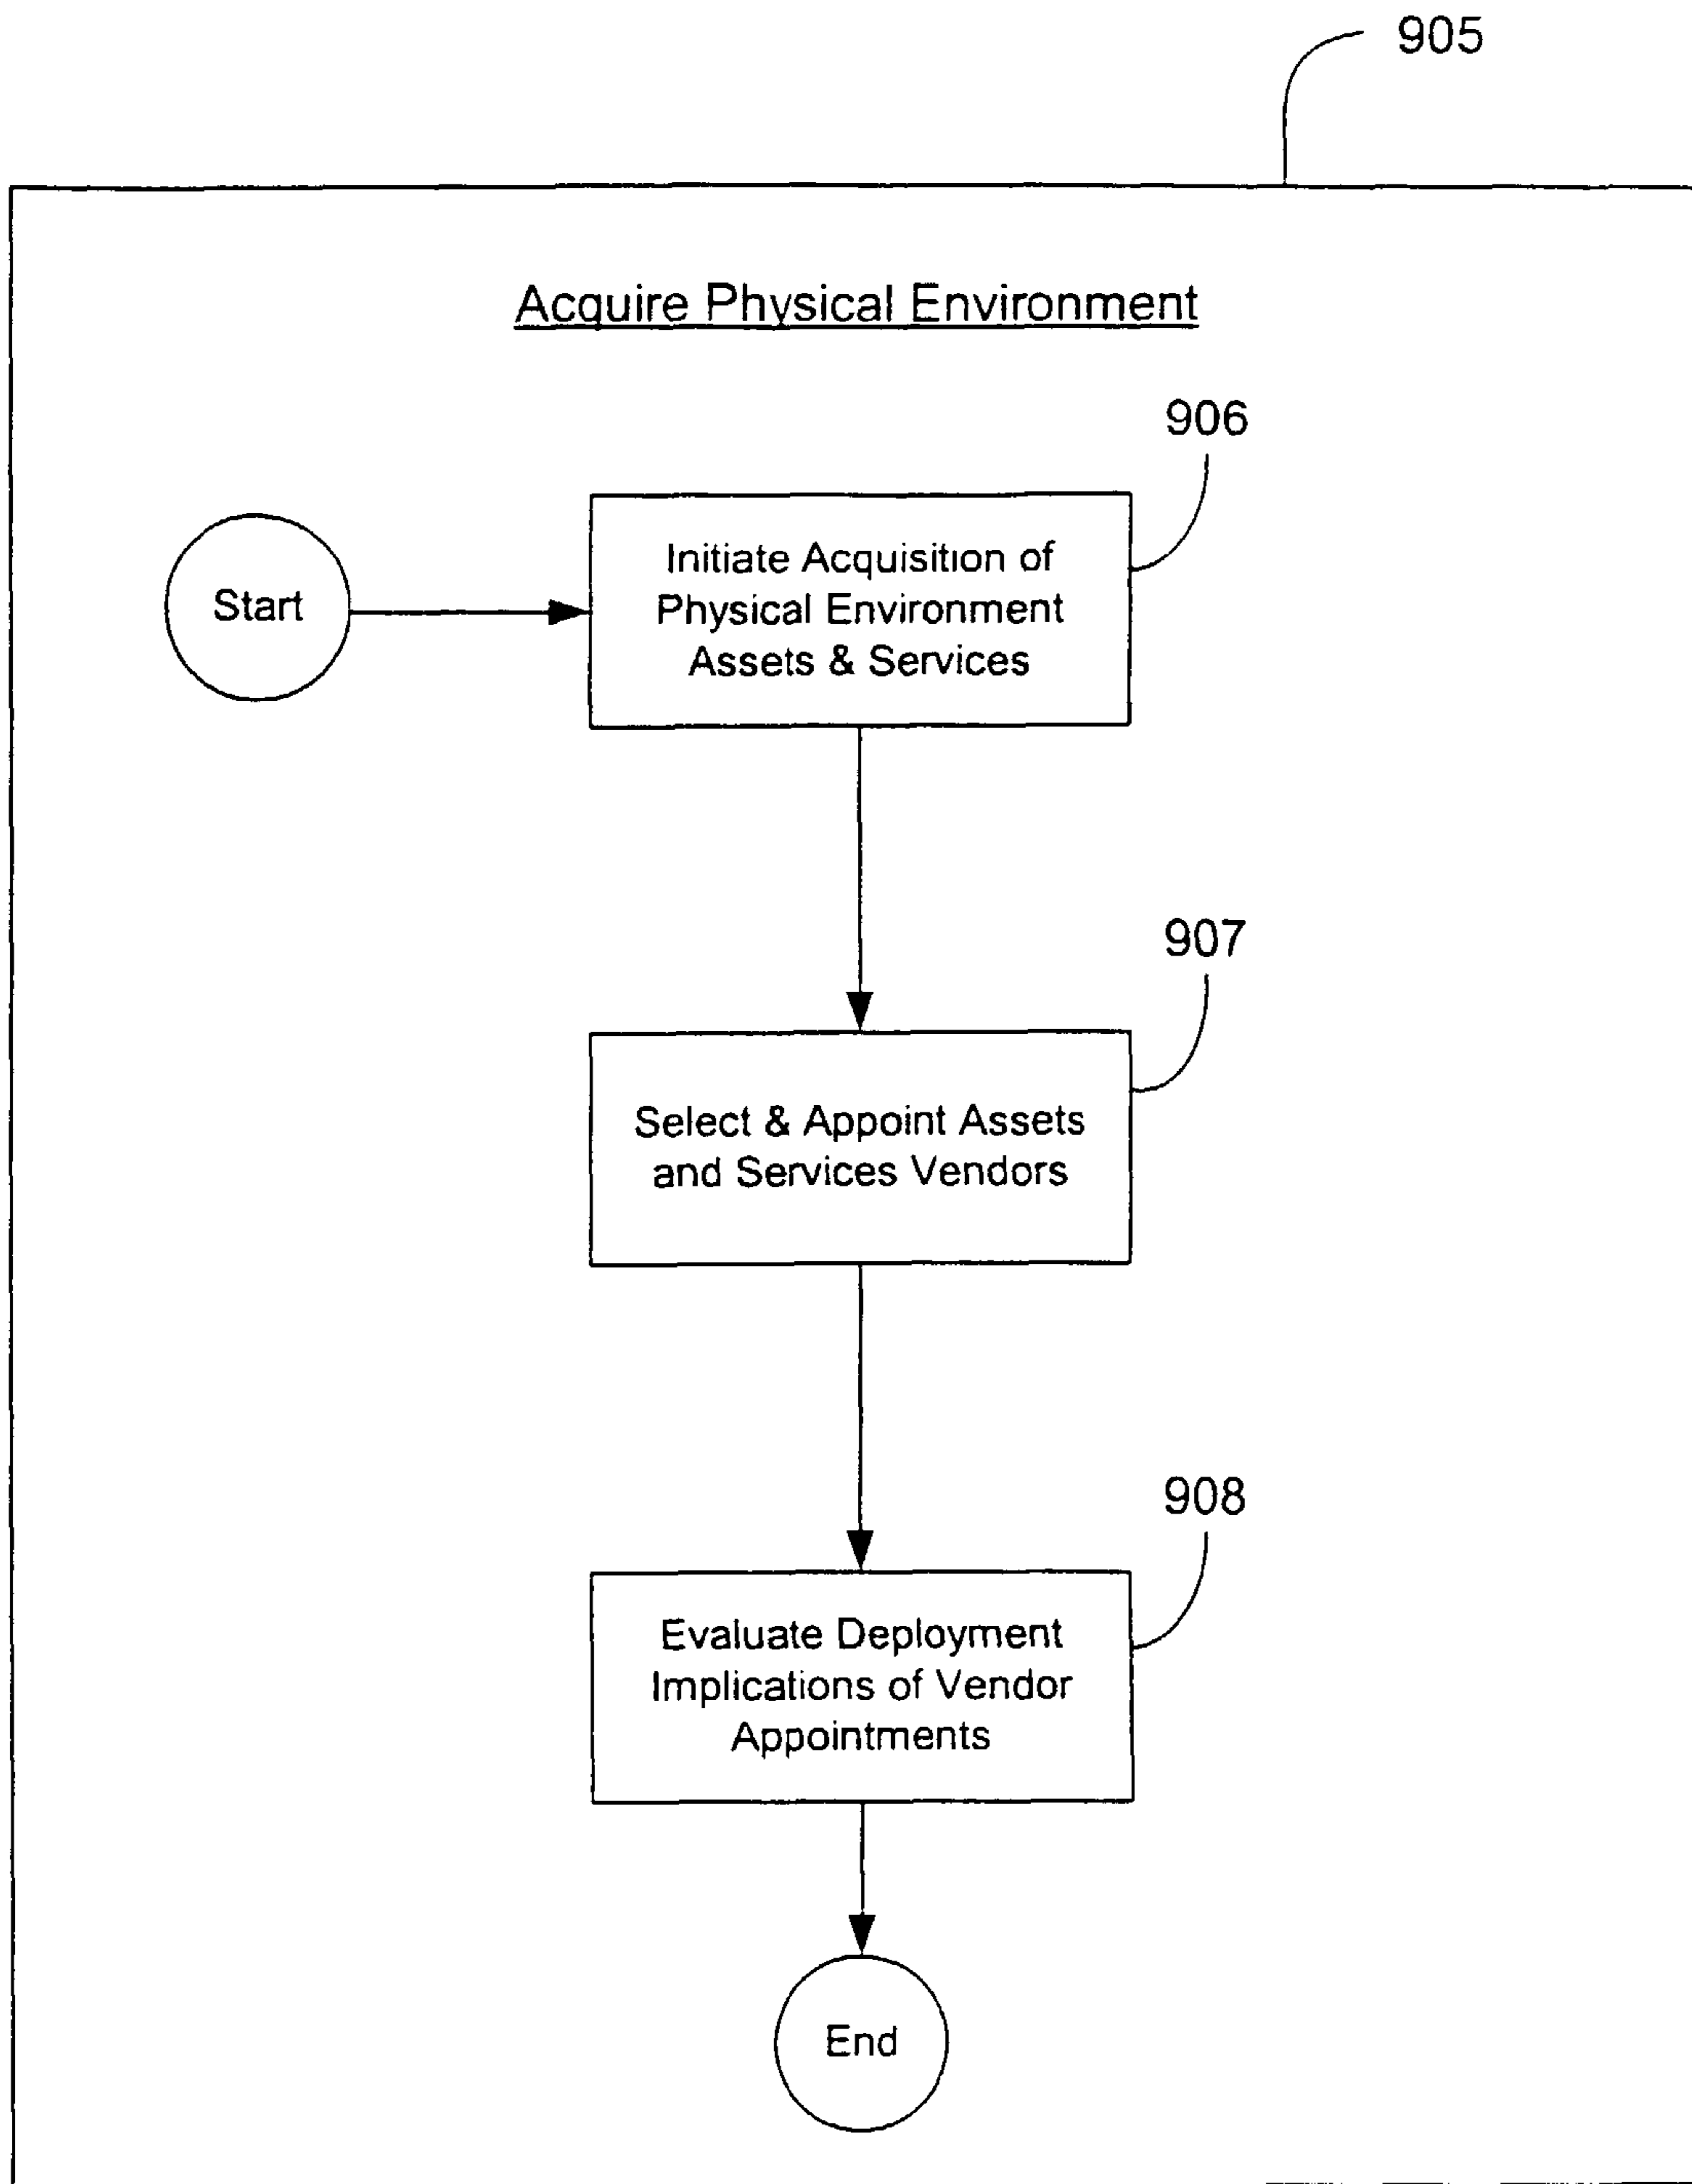 905
Acquire Physical Environment
906
Start
Initiate Acquisition of
Physical Environment
Assets & Services
907
Select & Appoint Assets
and Services Vendors
908
Evaluate Deployment
Implications of Vendor
Appointments
End